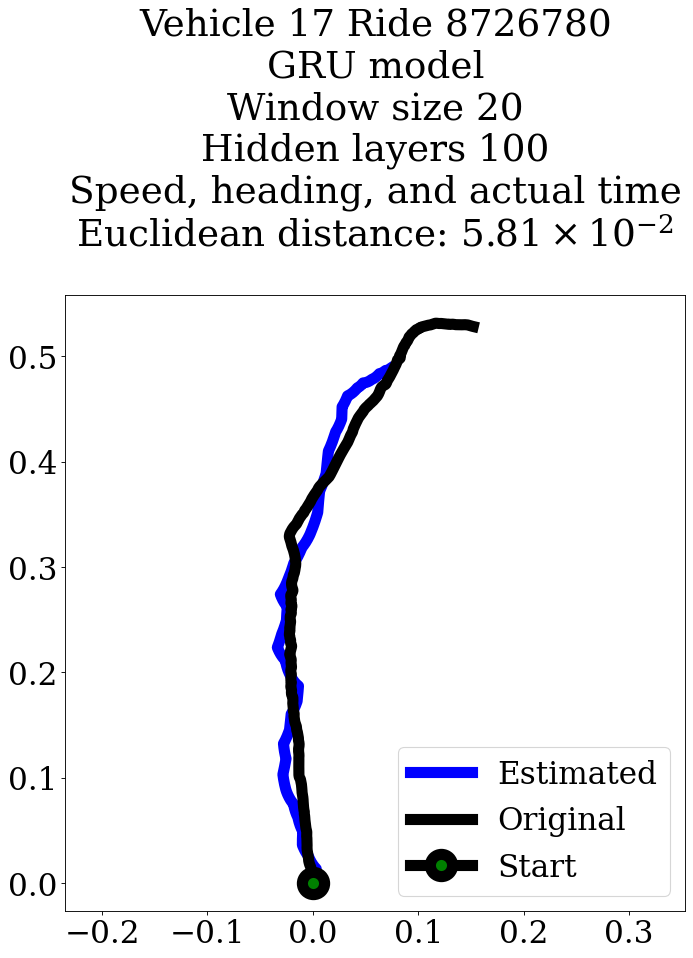 Vehicle 17 Ride 8726780
GRU model
Window size 20
Hidden layers 100
Speed, heading, and actual time
Euclidean distance: 5.81 × 10⁻²
0.5
0.4
0.3
0.2
0.1
0.0
Estimated
Original
Start
−0.2 −0.1 0.0 0.1 0.2 0.3